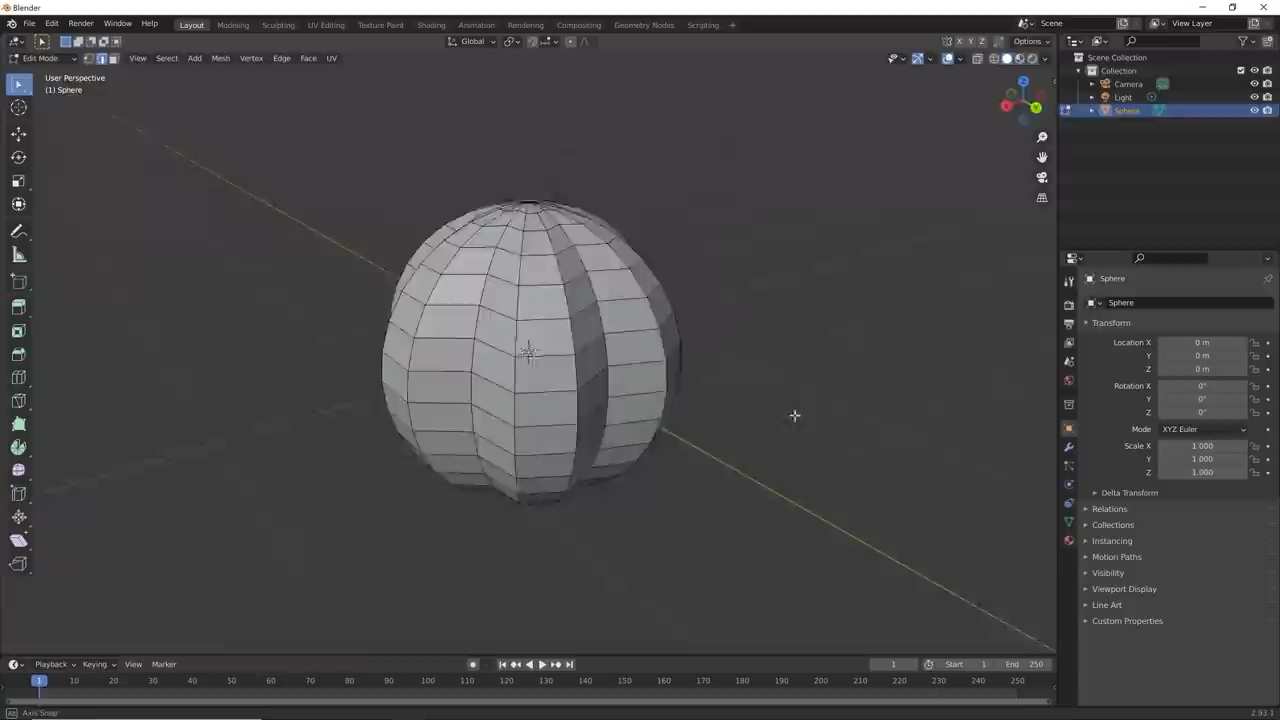 Blender
File Edit Render Window Help Layout Modeling Sculpting UV Editing Texture Paint Shading Animation Rendering Compositing Geometry Nodes Scripting + Scene View Layer
Global X Y Z Options
Edit Mode View Select Add Mesh Vertex Edge Face UV
User Perspective
(1) Sphere
Z
X Y
Scene Collection
Collection
Camera
Light
Sphere
Sphere
Sphere
Transform
Location X 0 m
Y 0 m
Z 0 m
Rotation X 0°
Y 0°
Z 0°
Mode XYZ Euler
Scale X 1.000
Y 1.000
Z 1.000
Delta Transform
Relations
Collections
Instancing
Motion Paths
Visibility
Viewport Display
Line Art
Custom Properties
Playback Keying View Marker 1 Start 1 End 250
1 10 20 30 40 50 60 70 80 90 100 110 120 130 140 150 160 170 180 190 200 210 220 230 240 250
Axis Snap 2.93.1